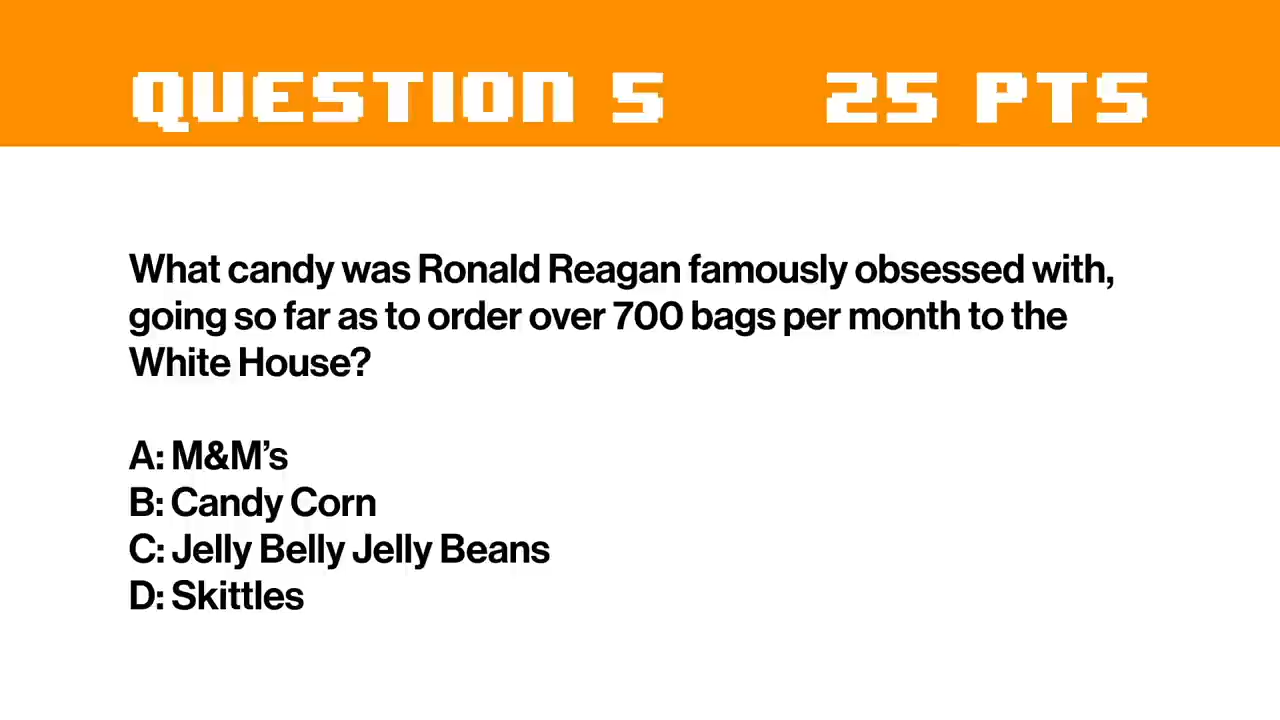 QUESTION 5 25 PTS
What candy was Ronald Reagan famously obsessed with,
going so far as to order over 700 bags per month to the
White House?
A: M&M’s
B: Candy Corn
C: Jelly Belly Jelly Beans
D: Skittles